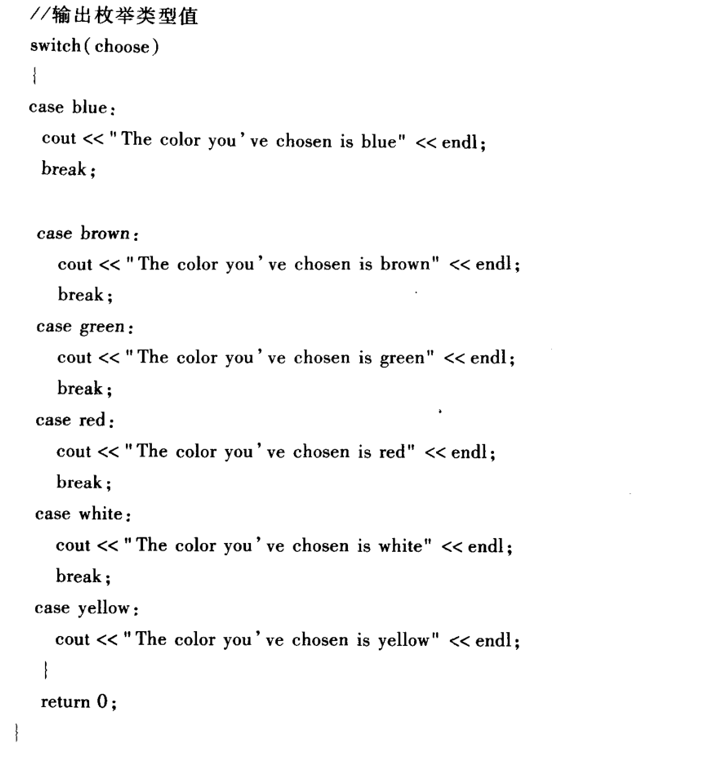 //输出枚举类型值
switch(choose)
{
case blue:
cout << "The color you've chosen is blue" << endl;
break;
case brown:
cout << "The color you've chosen is brown" << endl;
break;
case green:
cout << "The color you've chosen is green" << endl;
break;
case red:
cout << "The color you've chosen is red" << endl;
break;
case white:
cout << "The color you've chosen is white" << endl;
break;
case yellow:
cout << "The color you've chosen is yellow" << endl;
}
return 0;
}